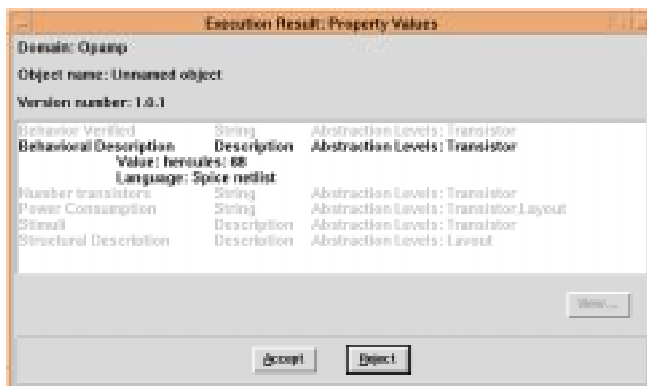 Execution Result: Property Values
Domain: Opamp
Object name: Unnamed object
Version number: 1.0.1
Behavior Verified String Abstraction Levels: Transistor
Behavioral Description Description Abstraction Levels: Transistor
Value: hercules: 68
Language: Spice netlist
Number transistors String Abstraction Levels: Transistor
Power Consumption String Abstraction Levels: Transistor,Layout
Stimuli Description Abstraction Levels: Transistor
Structural Description Description Abstraction Levels: Layout
View...
Accept Reject